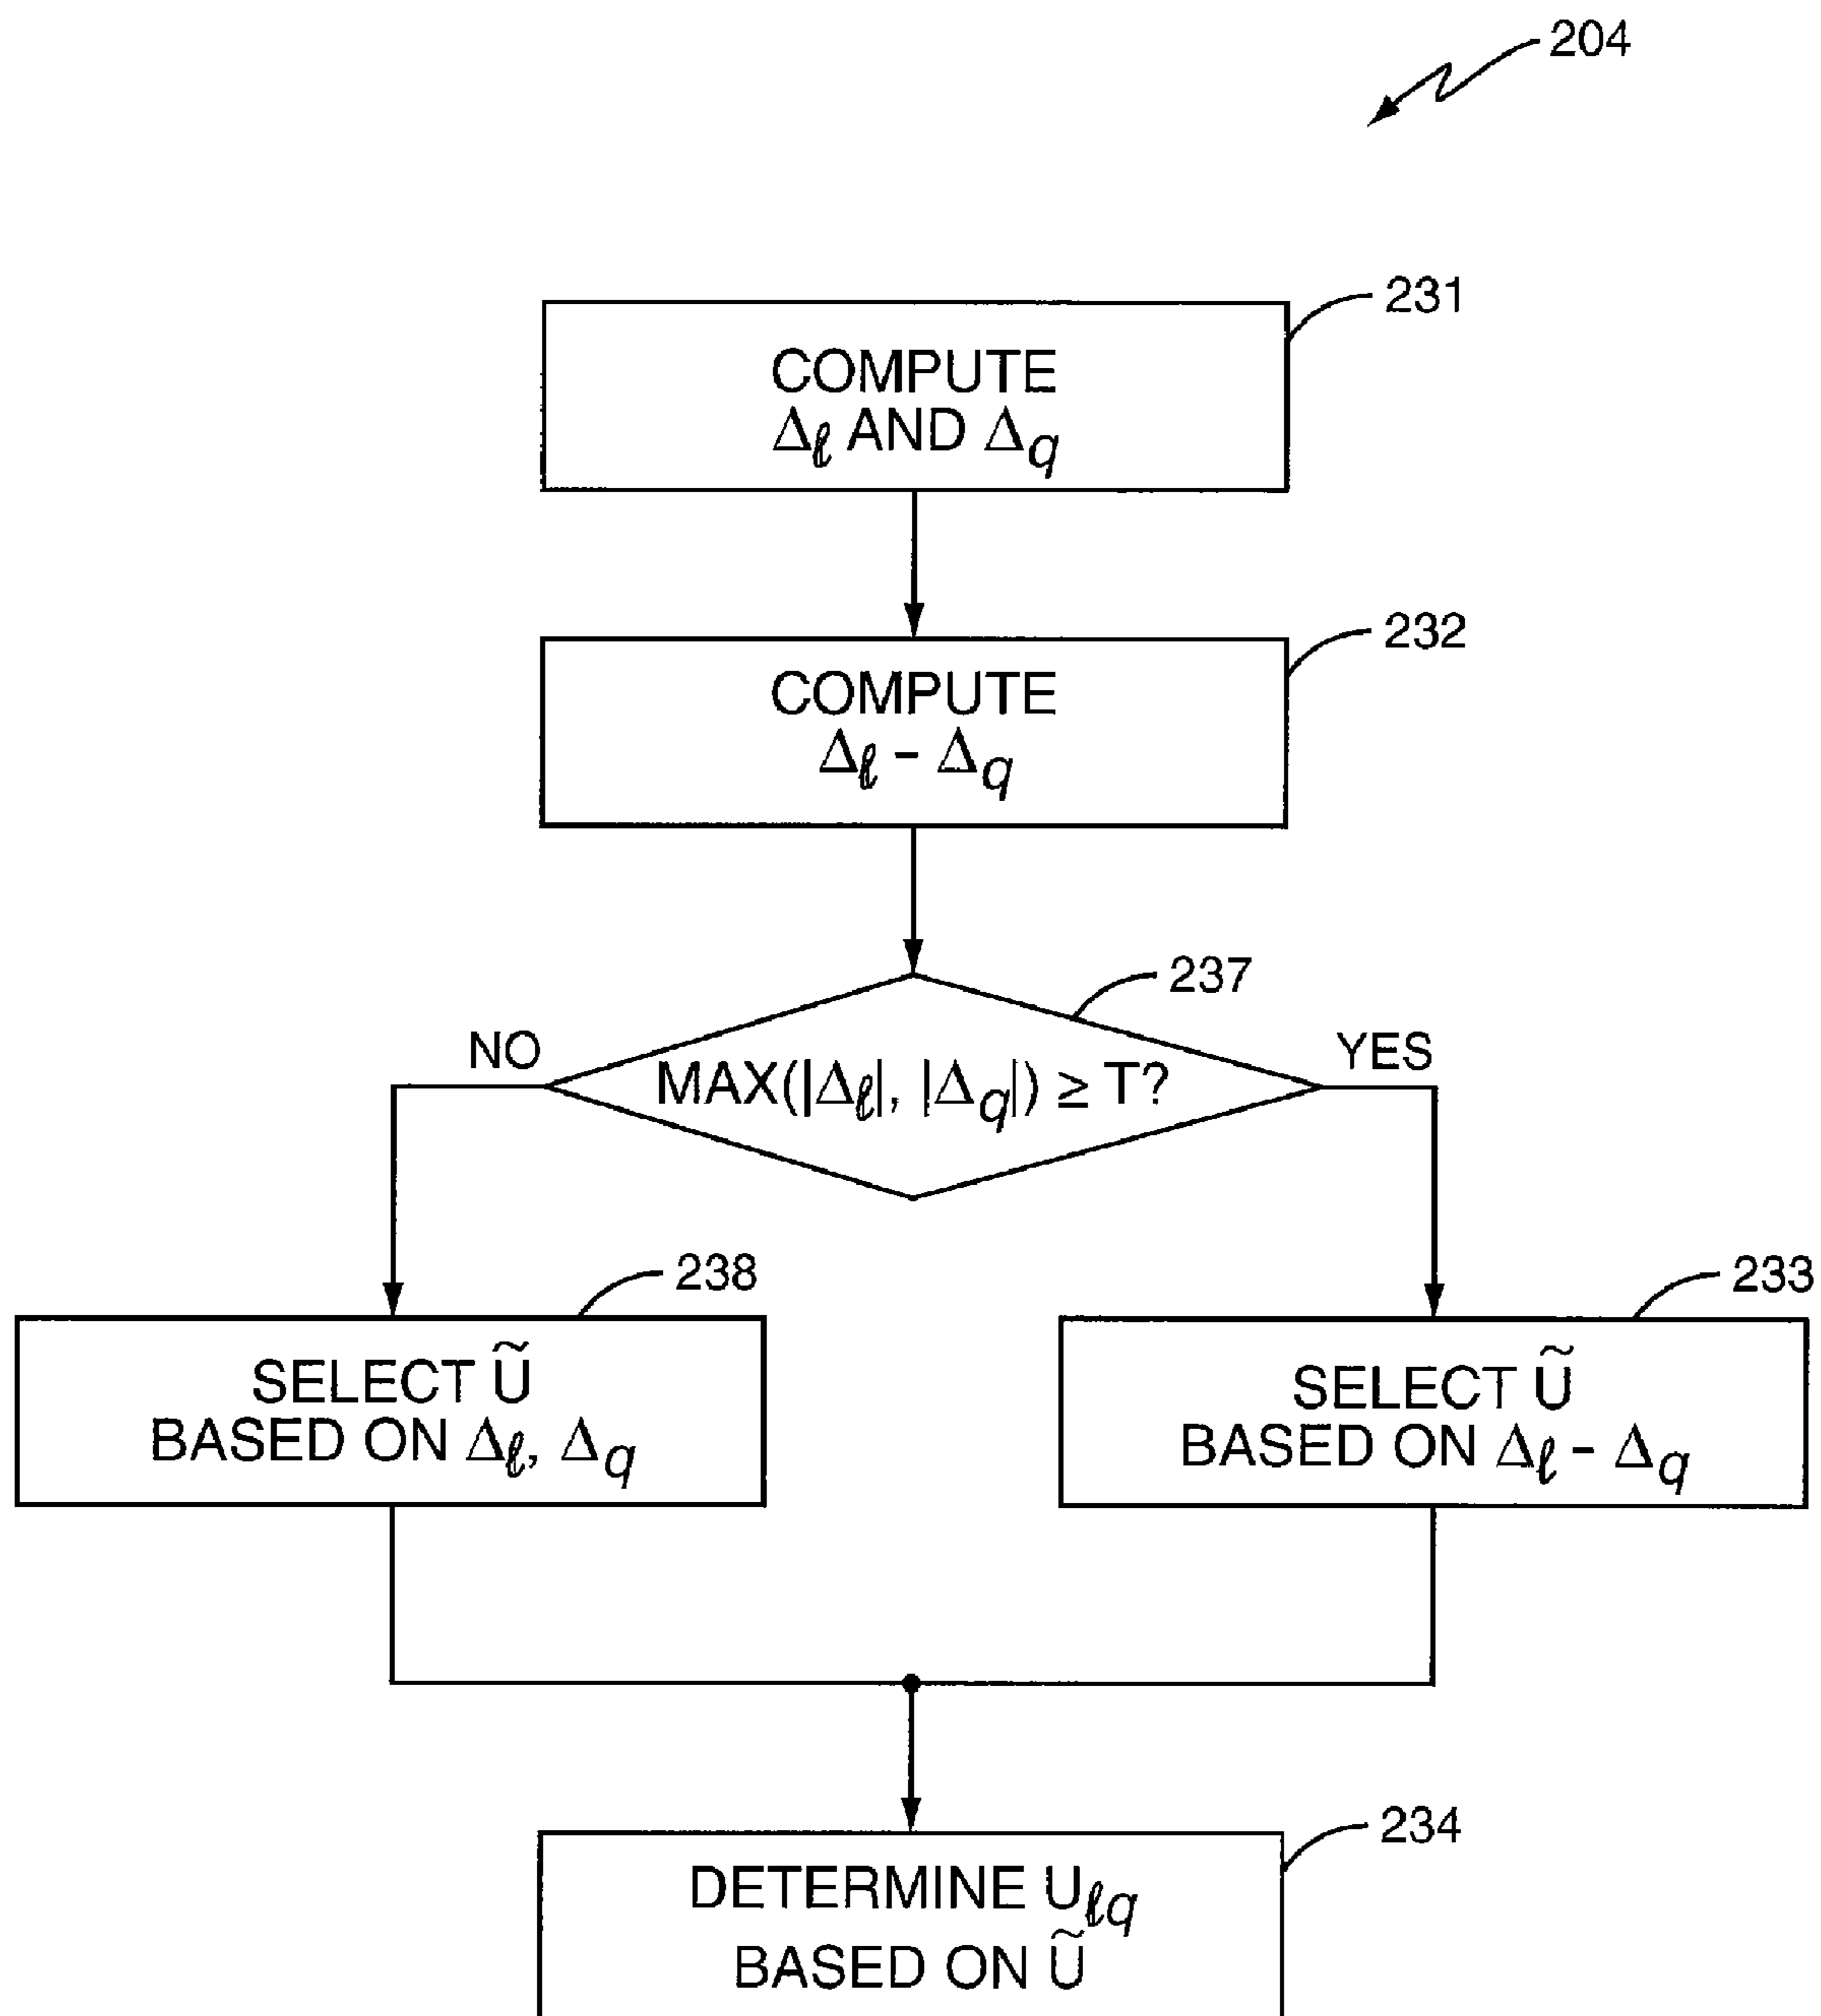 204
231
COMPUTE
Δℓ AND Δq
232
COMPUTE
Δℓ - Δq
237
NO
MAX(|Δℓ|, |Δq|) ≥ T?
YES
238
SELECT Ũ
BASED ON Δℓ, Δq
233
SELECT Ũ
BASED ON Δℓ - Δq
234
DETERMINE Uℓq
BASED ON Ũ